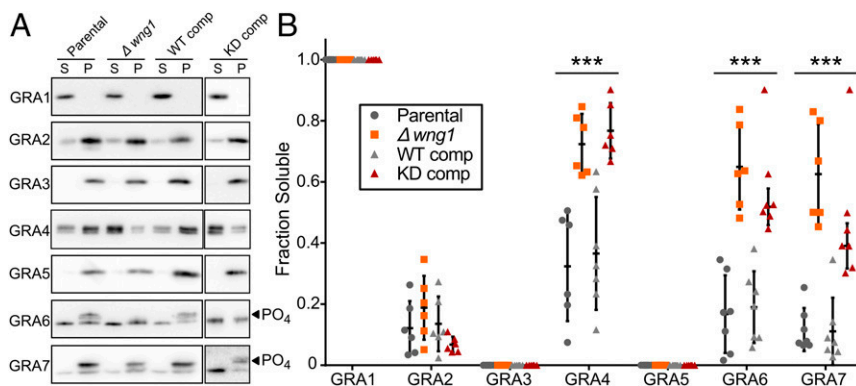 A
Parental
Δ wng1
WT comp
KD comp
S P S P S P S P
GRA1
GRA2
GRA3
GRA4
GRA5
GRA6
PO4
GRA7
PO4
B
Fraction Soluble
1.0
0.8
0.6
0.4
0.2
0
Parental
Δ wng1
WT comp
KD comp
***
***
***
GRA1 GRA2 GRA3 GRA4 GRA5 GRA6 GRA7